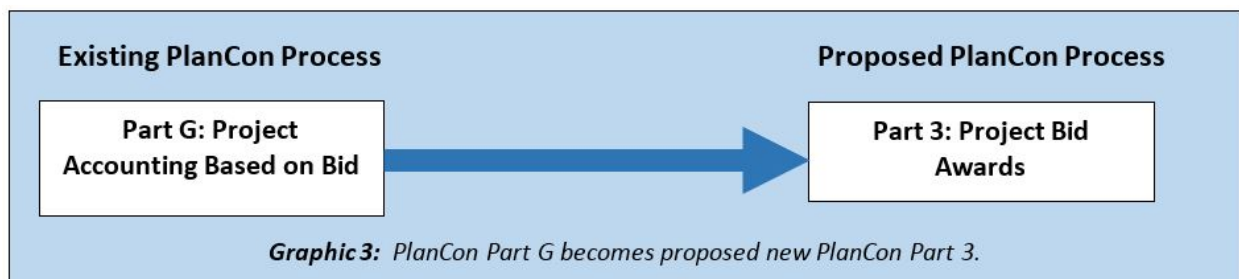 Existing PlanCon Process
Proposed PlanCon Process
Part G: Project
Accounting Based on Bid
Part 3: Project Bid
Awards
Graphic 3: PlanCon Part G becomes proposed new PlanCon Part 3.